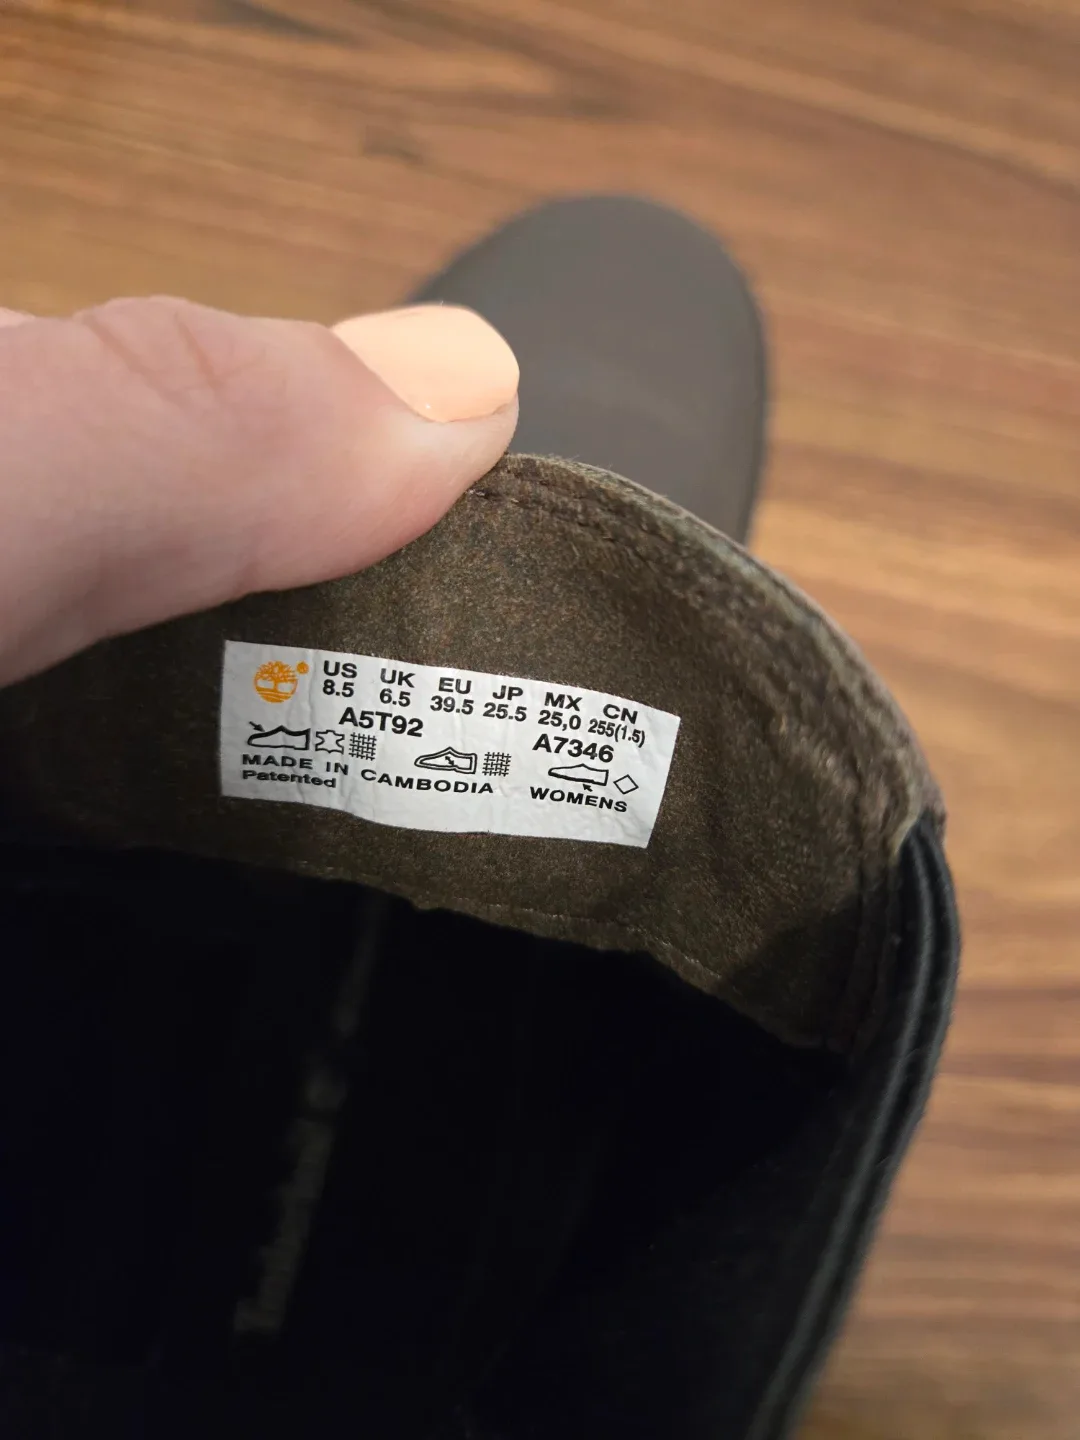 ® US UK EU JP MX CN
8.5 6.5 39.5 25.5 25,0 255(1.5)
A5T92 A7346
MADE IN CAMBODIA WOMENS
Patented